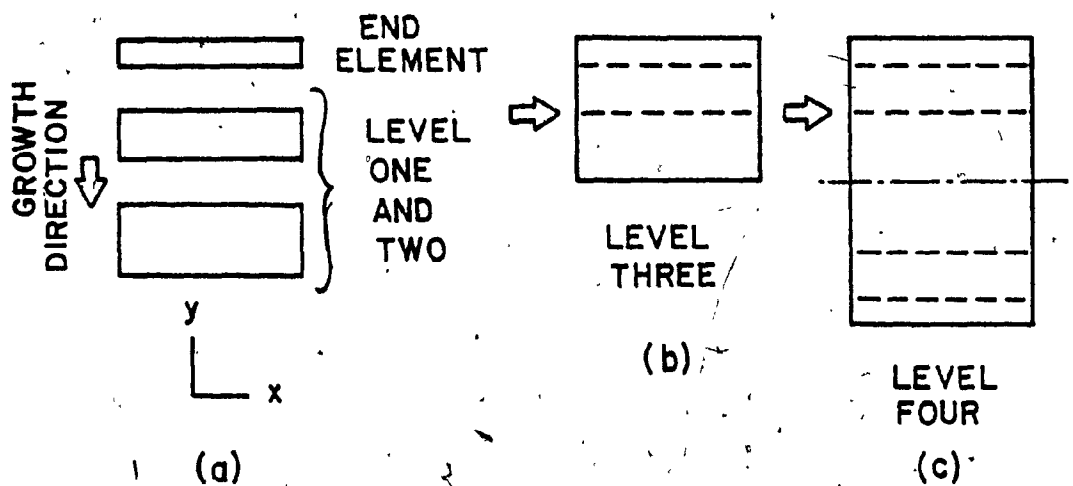 END
ELEMENT
GROWTH
DIRECTION
LEVEL
ONE
AND
TWO
y
x
(a)
LEVEL
THREE
(b)
LEVEL
FOUR
(c)